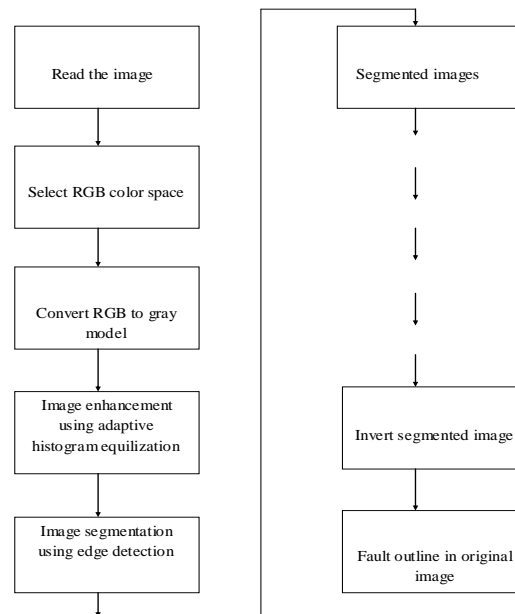 Read the image
Select RGB color space
Convert RGB to gray
model
Image enhancement
using adaptive
histogram equilization
Image segmentation
using edge detection
Segmented images
Invert segmented image
Fault outline in original
image